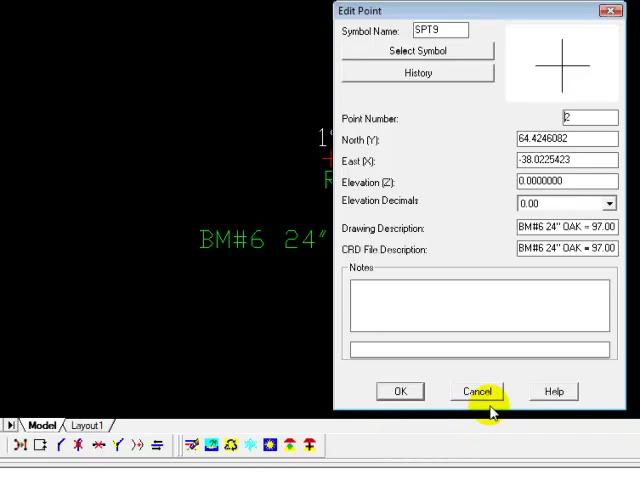 Edit Point
Symbol Name: SPT9
Select Symbol
History
Point Number: 2
North (Y): 64.4246082
East (X): -38.0225423
Elevation (Z): 0.0000000
Elevation Decimals 0.00
Drawing Description: BM#6 24" OAK = 97.00
CRD File Description: BM#6 24" OAK = 97.00
Notes
OK Cancel Help
1
R
BM#6 24"
Model Layout1